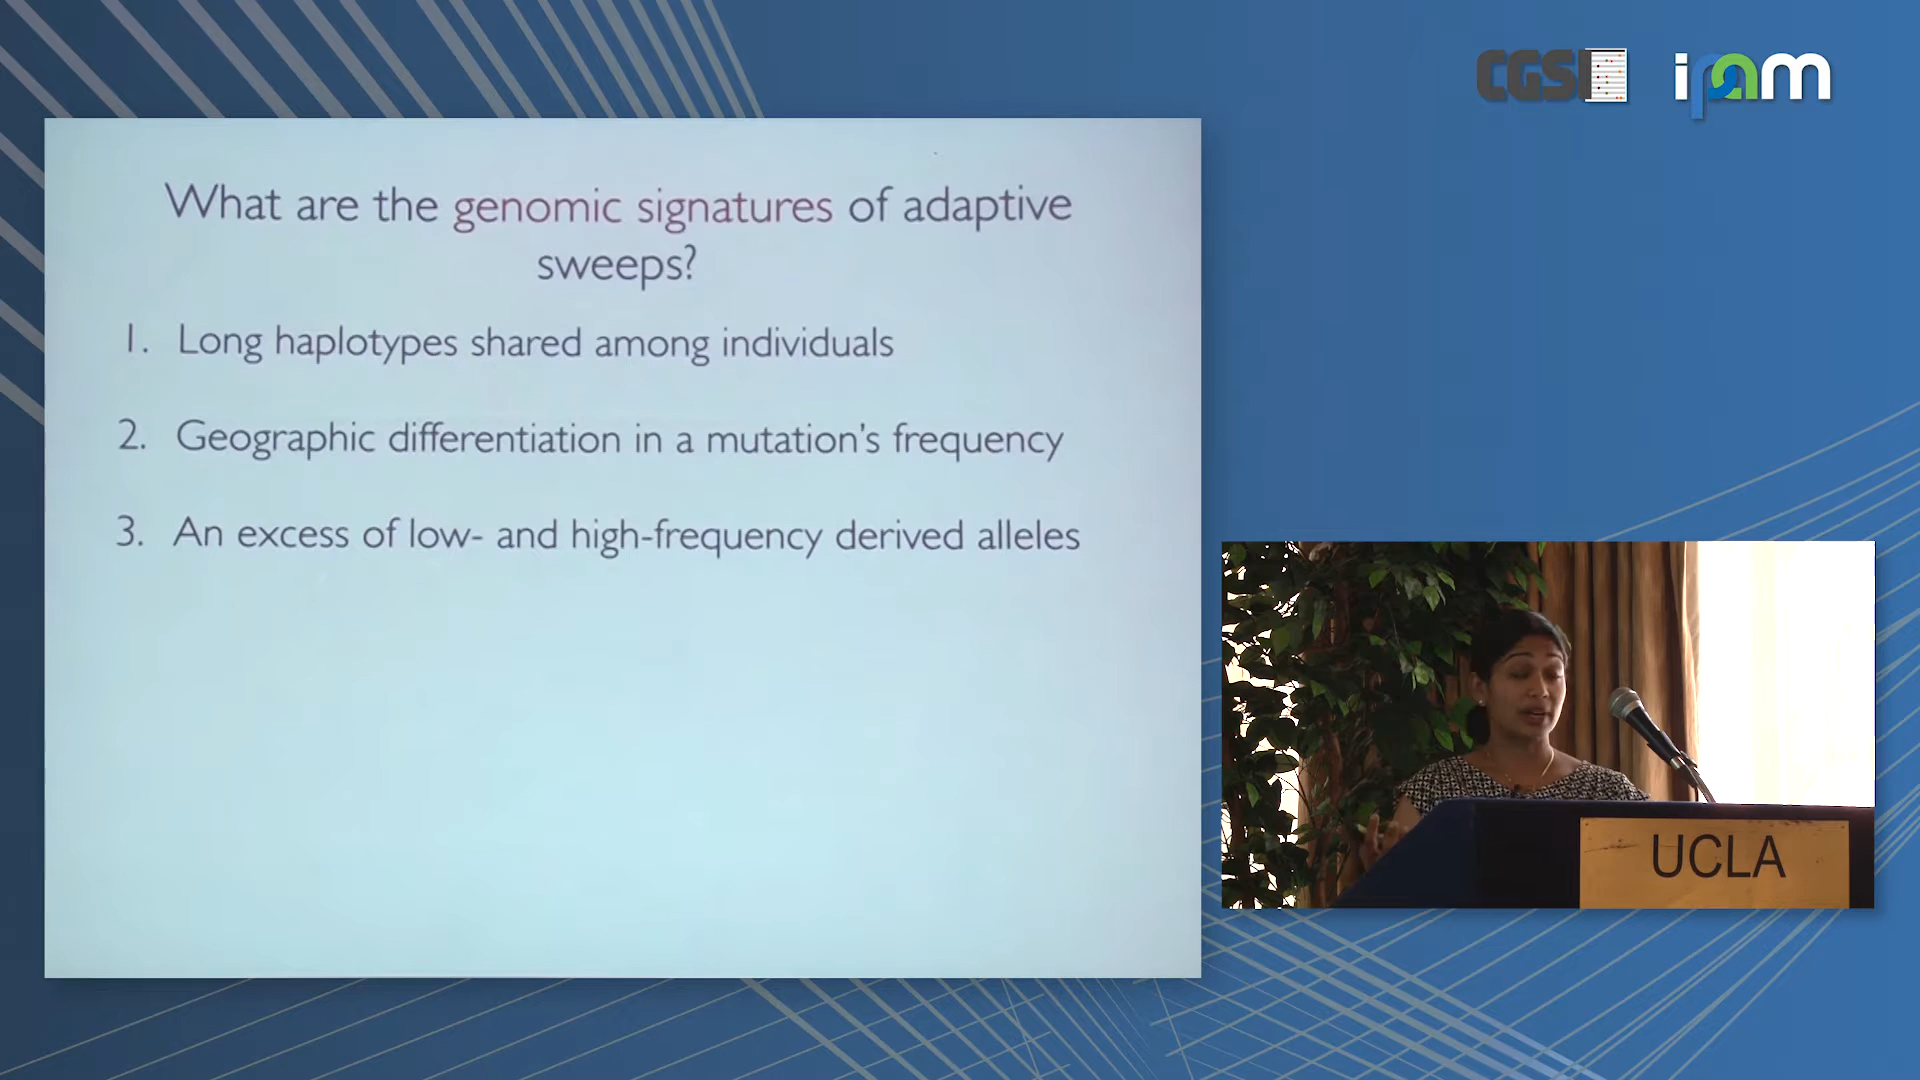 CGSI
ipam
What are the genomic signatures of adaptive
sweeps?
1. Long haplotypes shared among individuals
2. Geographic differentiation in a mutation's frequency
3. An excess of low- and high-frequency derived alleles
UCLA